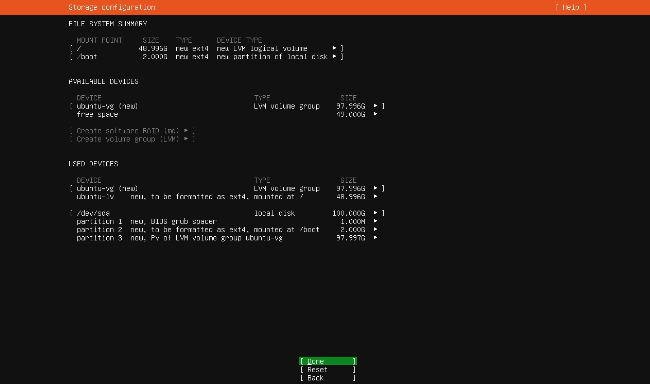 Storage configuration [ Help ]
FILE SYSTEM SUMMARY
MOUNT POINT SIZE TYPE DEVICE TYPE
[ / 48.996G new ext4 new LVM logical volume ▸ ]
[ /boot 2.000G new ext4 new partition of local disk ▸ ]
AVAILABLE DEVICES
DEVICE TYPE SIZE
[ ubuntu-vg (new) LVM volume group 97.996G ▸ ]
free space 49.000G ▸
[ Create software RAID (md) ▸ ]
[ Create volume group (LVM) ▸ ]
USED DEVICES
DEVICE TYPE SIZE
[ ubuntu-vg (new) LVM volume group 97.996G ▸ ]
ubuntu-lv new, to be formatted as ext4, mounted at / 48.996G ▸
[ /dev/sda local disk 100.000G ▸ ]
partition 1 new, BIOS grub spacer 1.000M ▸
partition 2 new, to be formatted as ext4, mounted at /boot 2.000G ▸
partition 3 new, PV of LVM volume group ubuntu-vg 97.997G ▸
[ Done ]
[ Reset ]
[ Back ]